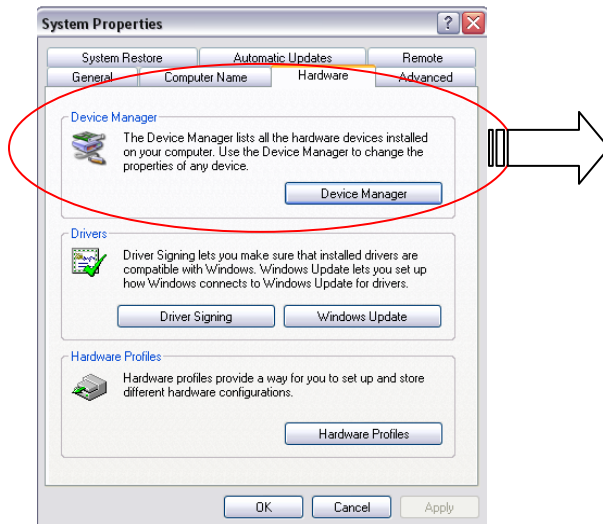 System Properties
System Restore Automatic Updates Remote
General Computer Name Hardware Advanced
Device Manager
The Device Manager lists all the hardware devices installed
on your computer. Use the Device Manager to change the
properties of any device.
Device Manager
Drivers
Driver Signing lets you make sure that installed drivers are
compatible with Windows. Windows Update lets you set up
how Windows connects to Windows Update for drivers.
Driver Signing Windows Update
Hardware Profiles
Hardware profiles provide a way for you to set up and store
different hardware configurations.
Hardware Profiles
OK Cancel Apply